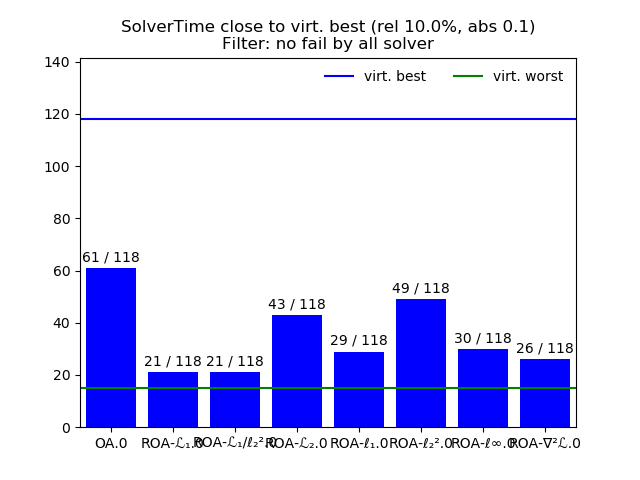 SolverTime close to virt. best (rel 10.0%, abs 0.1)
Filter: no fail by all solver
virt. best
virt. worst
140
120
100
80
60
40
20
0
61 / 118
21 / 118
21 / 118
43 / 118
29 / 118
49 / 118
30 / 118
26 / 118
OA.0
ROA-ℒ₁.0
ROA-ℒ₁/ℓ₂².0
ROA-ℒ₂.0
ROA-ℓ₁.0
ROA-ℓ₂².0
ROA-ℓ∞.0
ROA-∇²ℒ.0